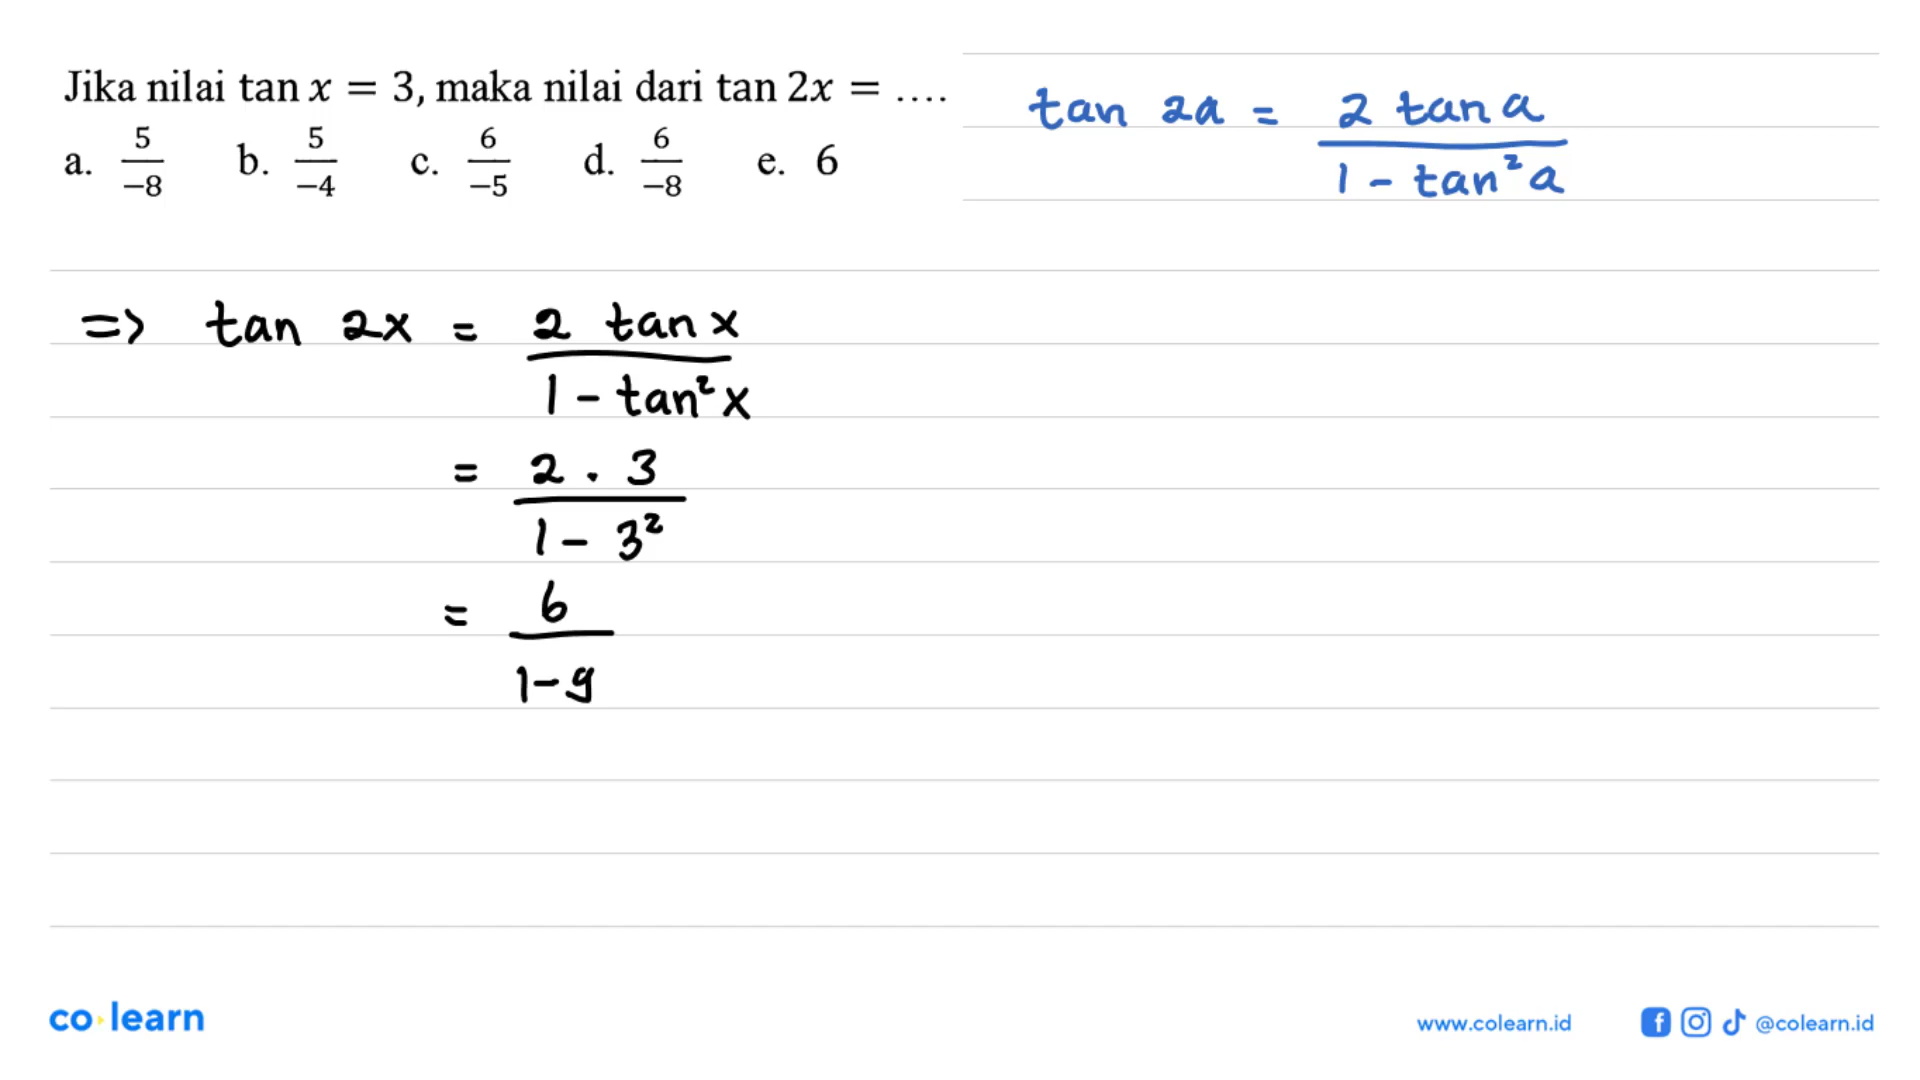 Jika nilai tan x = 3, maka nilai dari tan 2x = ....
a. 5/-8 b. 5/-4 c. 6/-5 d. 6/-8 e. 6
tan 2a = 2 tan a / 1 - tan² a
=> tan 2x = 2 tan x / 1 - tan² x
= 2 . 3 / 1 - 3²
= 6 / 1-9
co learn
www.colearn.id
@colearn.id